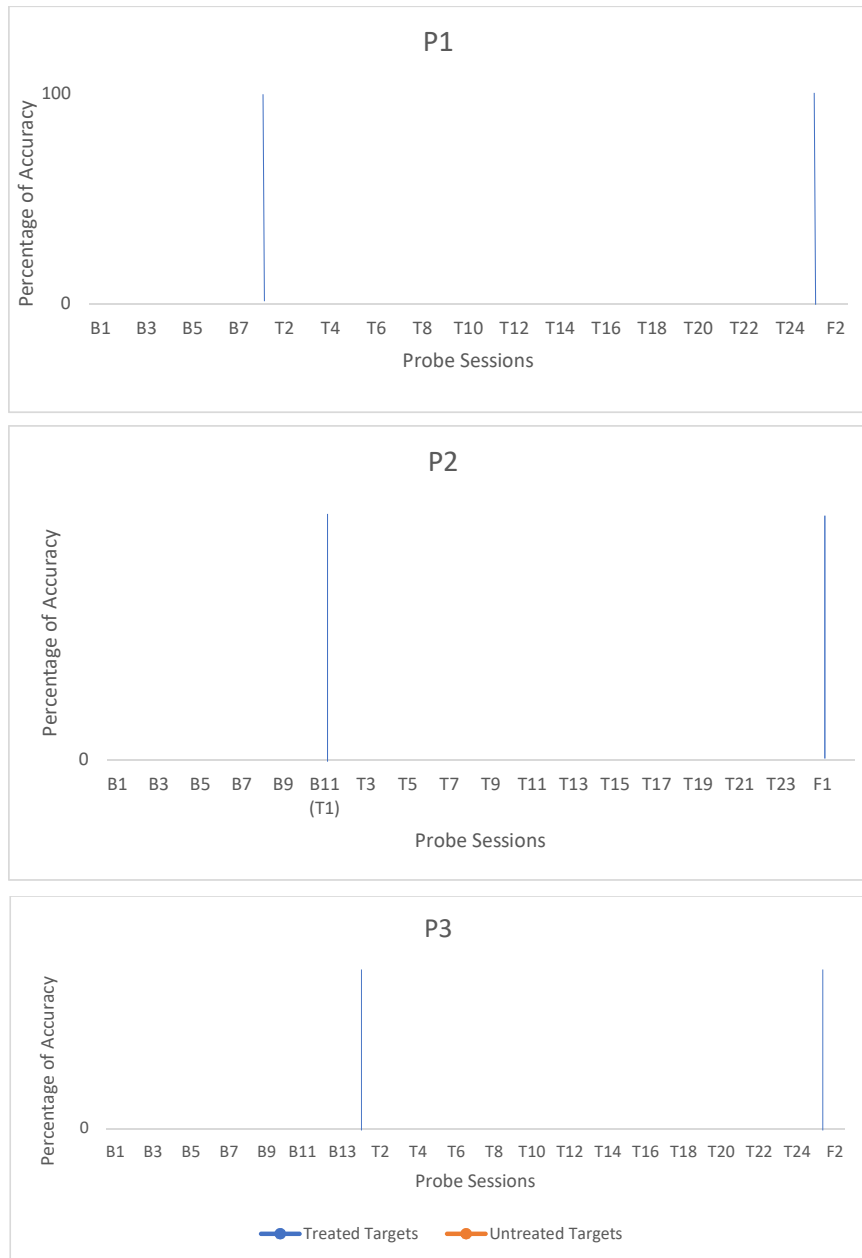 P1
Percentage of Accuracy
100
0
B1 B3 B5 B7 T2 T4 T6 T8 T10 T12 T14 T16 T18 T20 T22 T24 F2
Probe Sessions
P2
Percentage of Accuracy
0
B1 B3 B5 B7 B9 B11 T3 T5 T7 T9 T11 T13 T15 T17 T19 T21 T23 F1
(T1)
Probe Sessions
P3
Percentage of Accuracy
0
B1 B3 B5 B7 B9 B11 B13 T2 T4 T6 T8 T10 T12 T14 T16 T18 T20 T22 T24 F2
Probe Sessions
Treated Targets Untreated Targets